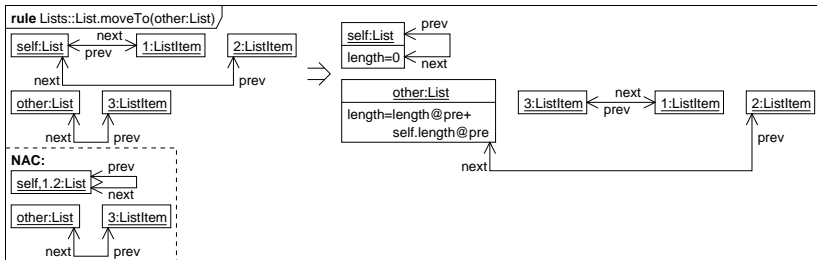 rule Lists::List.moveTo(other:List)
next
self:List 1:ListItem 2:ListItem
prev
next prev
other:List 3:ListItem
next prev
NAC:
prev
self,1.2:List
next
other:List 3:ListItem
next prev
prev
self:List
length=0
next
other:List
length=length@pre+
self.length@pre
next
3:ListItem 1:ListItem 2:ListItem
prev
prev
next